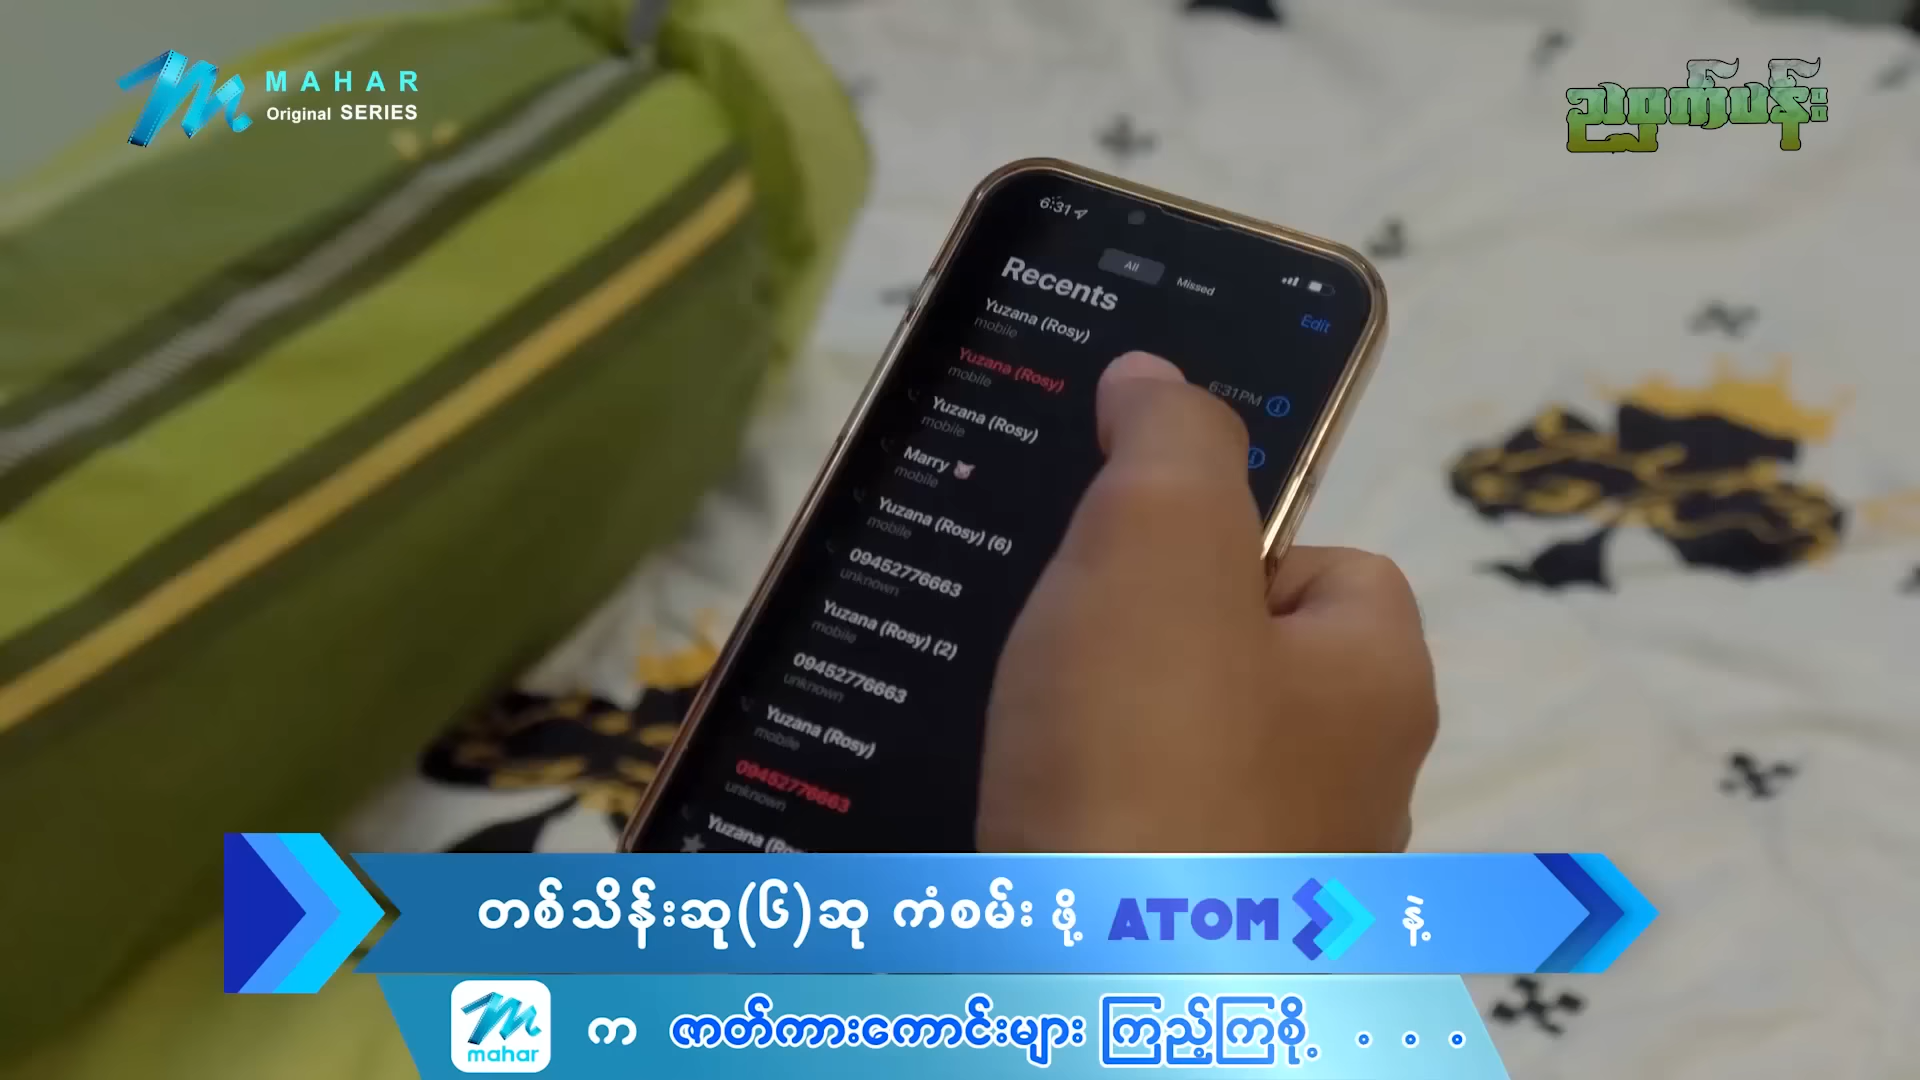 MAHAR
Original SERIES
ညမွှေ့ပန်း
6:31
All
Missed
Recents
Edit
Yuzana (Rosy)
mobile
6:31PM
Yuzana (Rosy)
mobile
Yuzana (Rosy)
mobile
Marry
mobile
Yuzana (Rosy) (6)
mobile
09452776663
unknown
Yuzana (Rosy) (2)
mobile
09452776663
unknown
Yuzana (Rosy)
mobile
09452776663
unknown
Yuzana
တစ်သိန်းဆု(၆)ဆု ကံစမ်း ဖို့ ATOM နဲ့
mahar က ဇာတ်ကားကောင်းများ ကြည့်ကြစို့ . . .